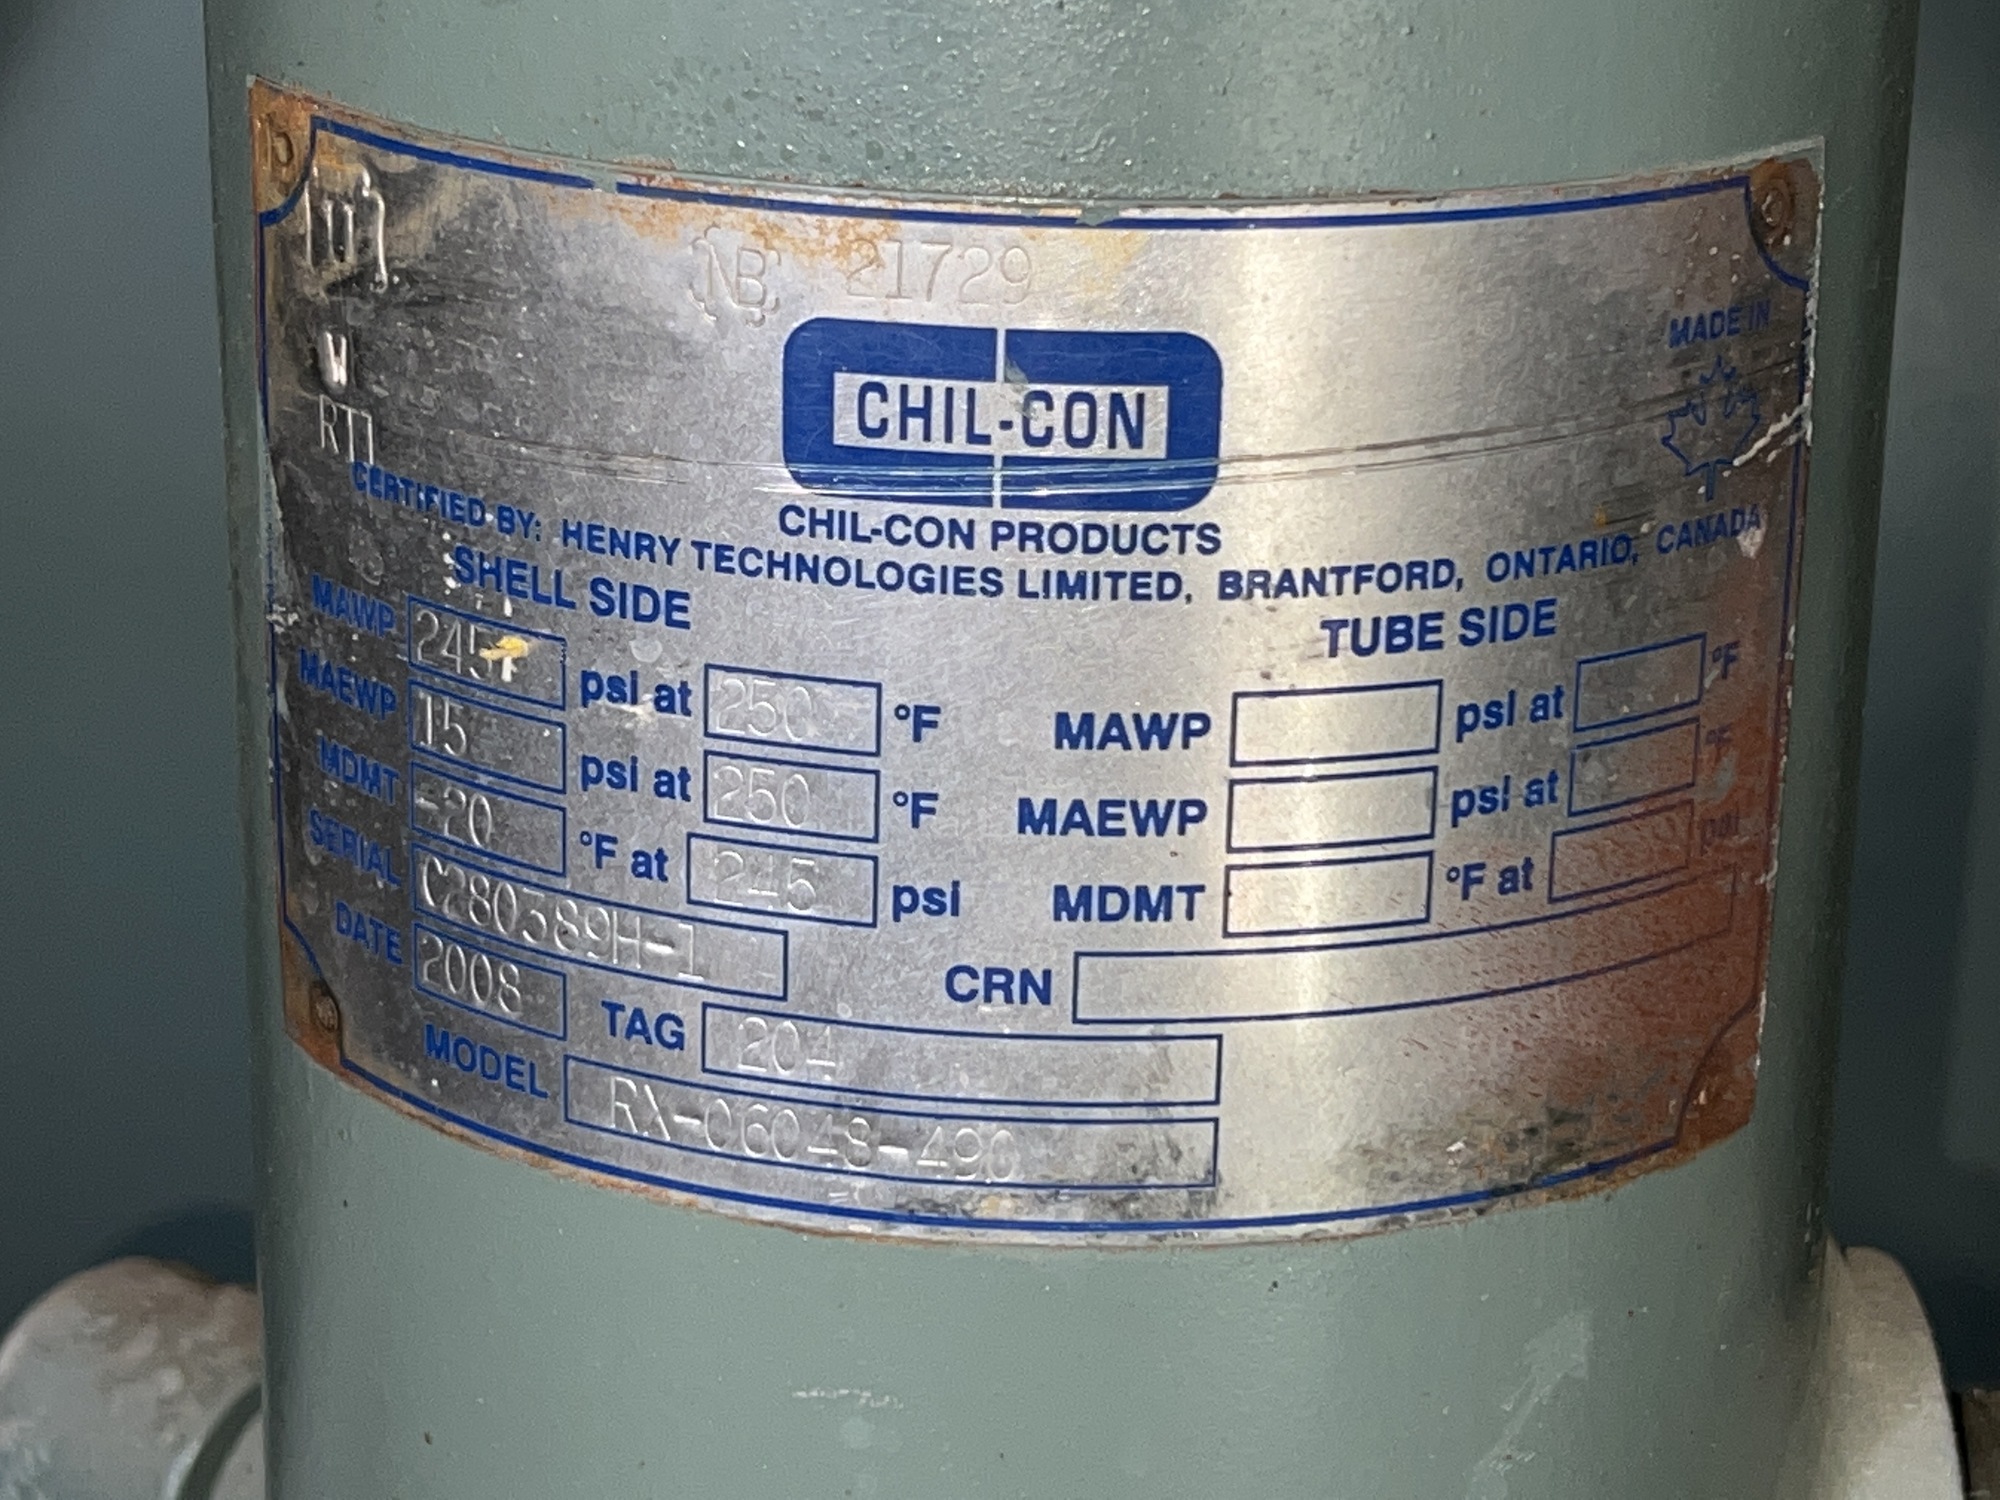 U
NB 21729
W
RT1
CHIL-CON
MADE IN
CANADA
CHIL-CON PRODUCTS
CERTIFIED BY: HENRY TECHNOLOGIES LIMITED, BRANTFORD, ONTARIO, CANADA
SHELL SIDE
MAWP 245 psi at 250 °F
MAEWP 15 psi at 250 °F
MDMT -20 °F at 245 psi
SERIAL C280389H-1
DATE 2008 TAG 204
MODEL RX-06048-490
TUBE SIDE
MAWP psi at °F
MAEWP psi at °F
MDMT °F at psi
CRN